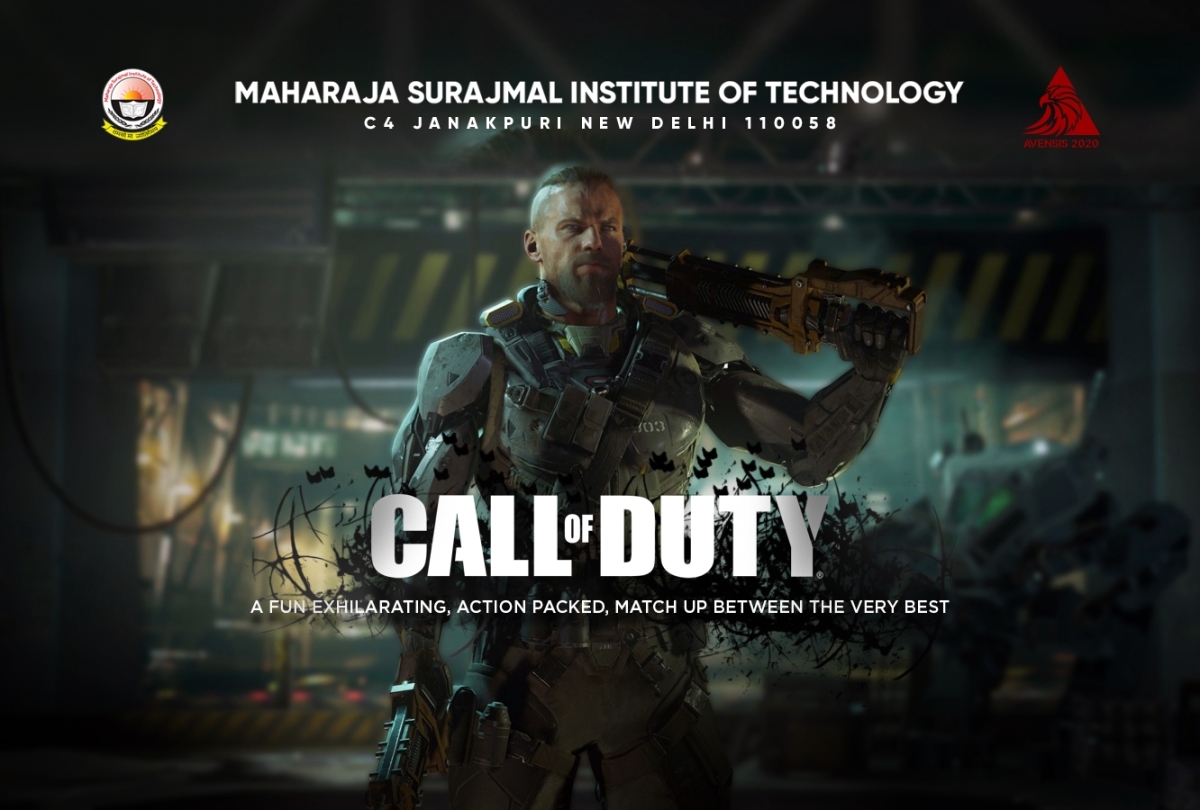 MAHARAJA SURAJMAL INSTITUTE OF TECHNOLOGY
C4 JANAKPURI NEW DELHI 110058
AVENSIS 2020
303
CALL OF DUTY®
A FUN EXHILARATING, ACTION PACKED, MATCH UP BETWEEN THE VERY BEST